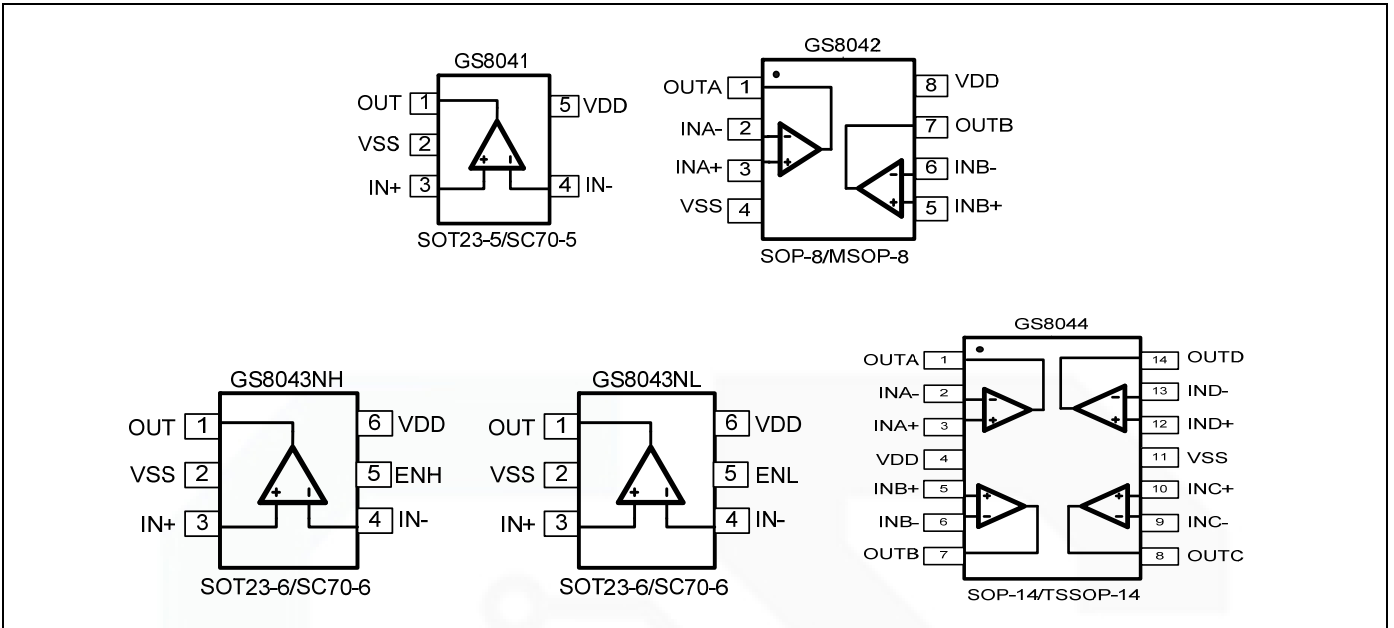 GS8041
OUT 1 5 VDD
VSS 2
IN+ 3 4 IN-
+ -
SOT23-5/SC70-5
GS8042
OUTA 1 8 VDD
INA- 2 - 7 OUTB
INA+ 3 + - 6 INB-
VSS 4 + 5 INB+
SOP-8/MSOP-8
GS8043NH
OUT 1 6 VDD
VSS 2 5 ENH
+ -
IN+ 3 4 IN-
SOT23-6/SC70-6
GS8043NL
OUT 1 6 VDD
VSS 2 5 ENL
+ -
IN+ 3 4 IN-
SOT23-6/SC70-6
GS8044
OUTA 1 14 OUTD
INA- 2 - - 13 IND-
INA+ 3 + + 12 IND+
VDD 4 11 VSS
INB+ 5 + + 10 INC+
INB- 6 - - 9 INC-
OUTB 7 8 OUTC
SOP-14/TSSOP-14